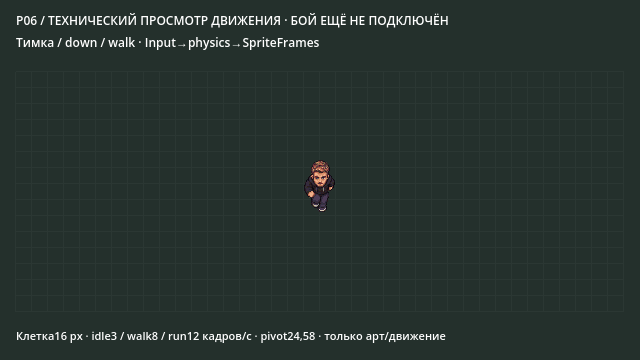 P06 / ТЕХНИЧЕСКИЙ ПРОСМОТР ДВИЖЕНИЯ · БОЙ ЕЩЁ НЕ ПОДКЛЮЧЁН
Тимка / down / walk · Input→physics→SpriteFrames
Клетка16 px · idle3 / walk8 / run12 кадров/с · pivot24,58 · только арт/движение